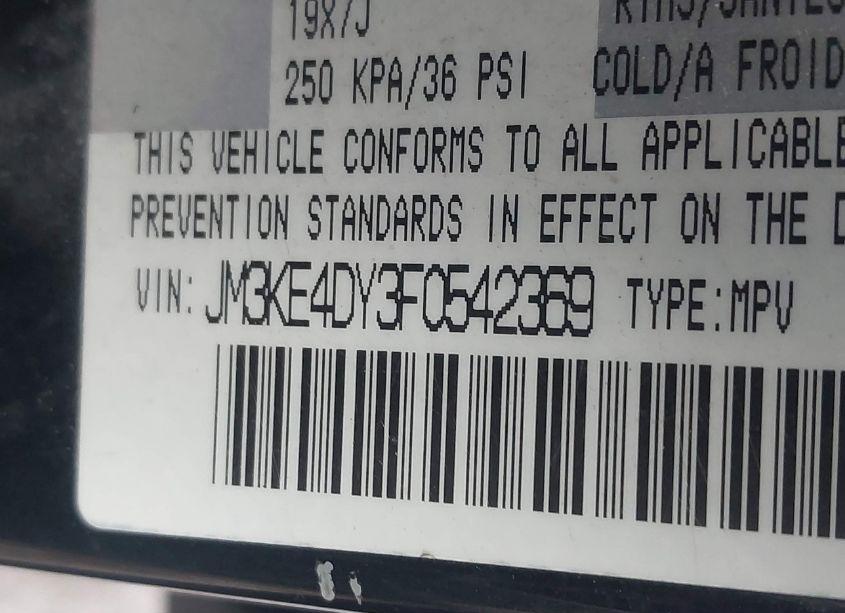 19X7J
250 KPA/36 PSI COLD/A FROID
THIS VEHICLE CONFORMS TO ALL APPLICABLE
PREVENTION STANDARDS IN EFFECT ON THE D
VIN: JM3KE4DY3F0542369 TYPE:MPV